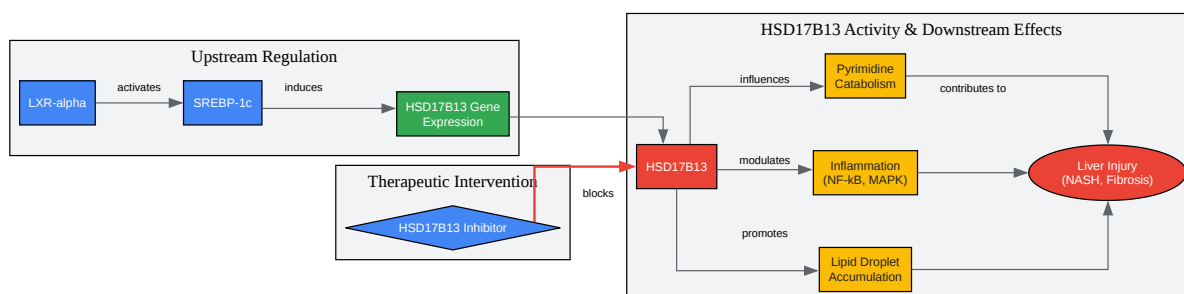 Upstream Regulation
LXR-alpha
activates
SREBP-1c
induces
HSD17B13 Gene
Expression
Therapeutic Intervention
HSD17B13 Inhibitor
blocks
HSD17B13 Activity & Downstream Effects
HSD17B13
influences
Pyrimidine
Catabolism
contributes to
modulates
Inflammation
(NF-kB, MAPK)
Liver Injury
(NASH, Fibrosis)
promotes
Lipid Droplet
Accumulation